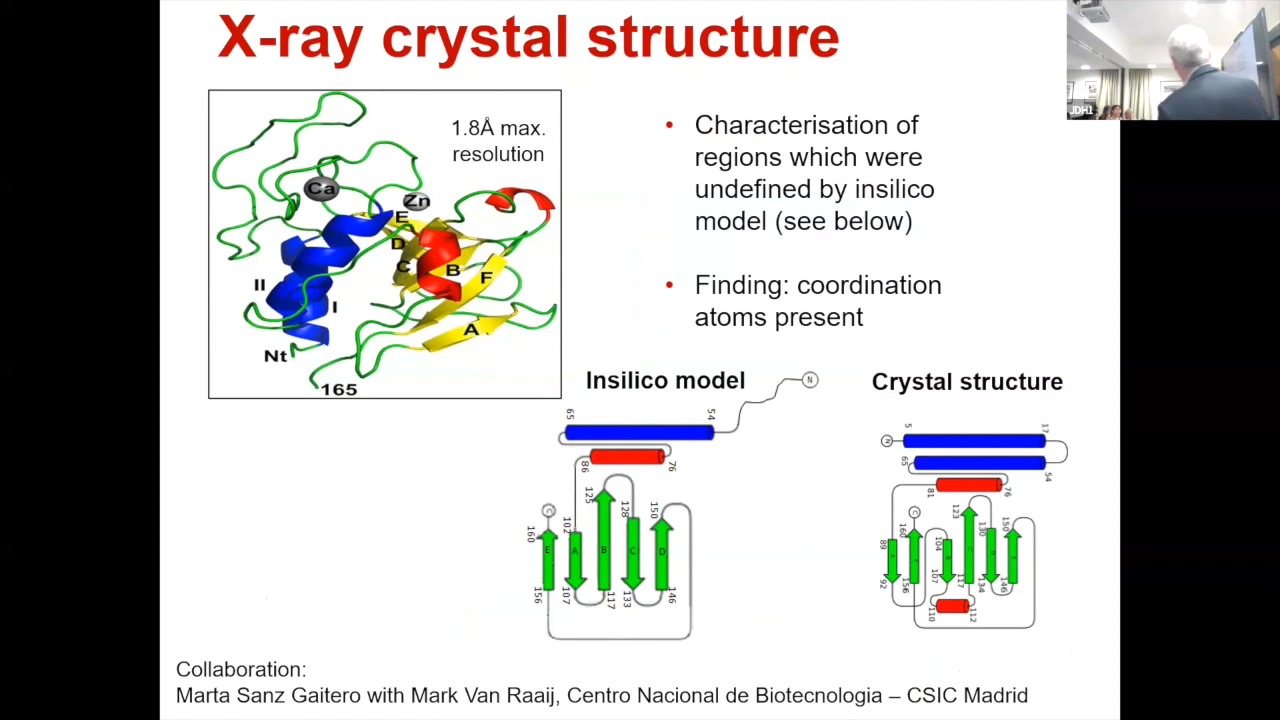 X-ray crystal structure
JDH1
1.8Å max.
resolution
Ca
Zn
E
D
C
B
F
II
I
A
Nt
165
• Characterisation of
regions which were
undefined by insilico
model (see below)
• Finding: coordination
atoms present
Insilico model
N
65
54
86
76
125
128
150
C
160
102
E
A
B
C
D
156
107
117
133
146
Crystal structure
5
17
N
65
54
81
76
123
C
160
130
150
89
104
92
156
107
117
134
146
110
112
Collaboration:
Marta Sanz Gaitero with Mark Van Raaij, Centro Nacional de Biotecnologia – CSIC Madrid